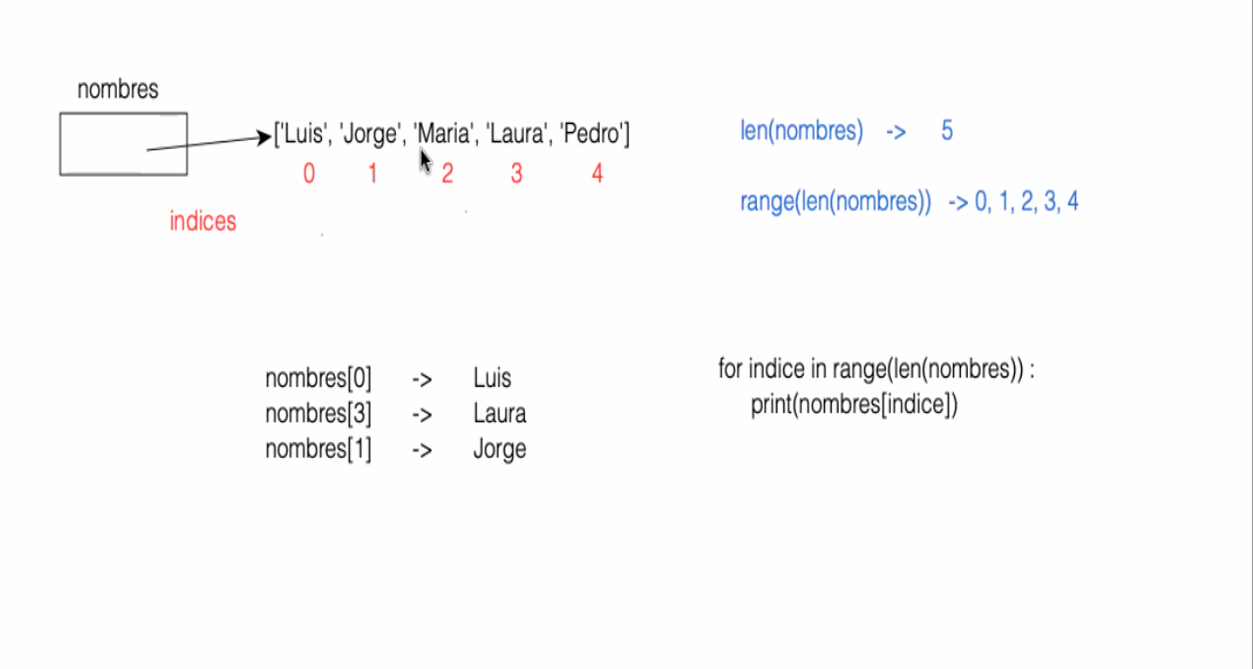 nombres
['Luis', 'Jorge', 'Maria', 'Laura', 'Pedro']
0 1 2 3 4
indices
len(nombres) -> 5
range(len(nombres)) -> 0, 1, 2, 3, 4
nombres[0] -> Luis
nombres[3] -> Laura
nombres[1] -> Jorge
for indice in range(len(nombres)) :
print(nombres[indice])